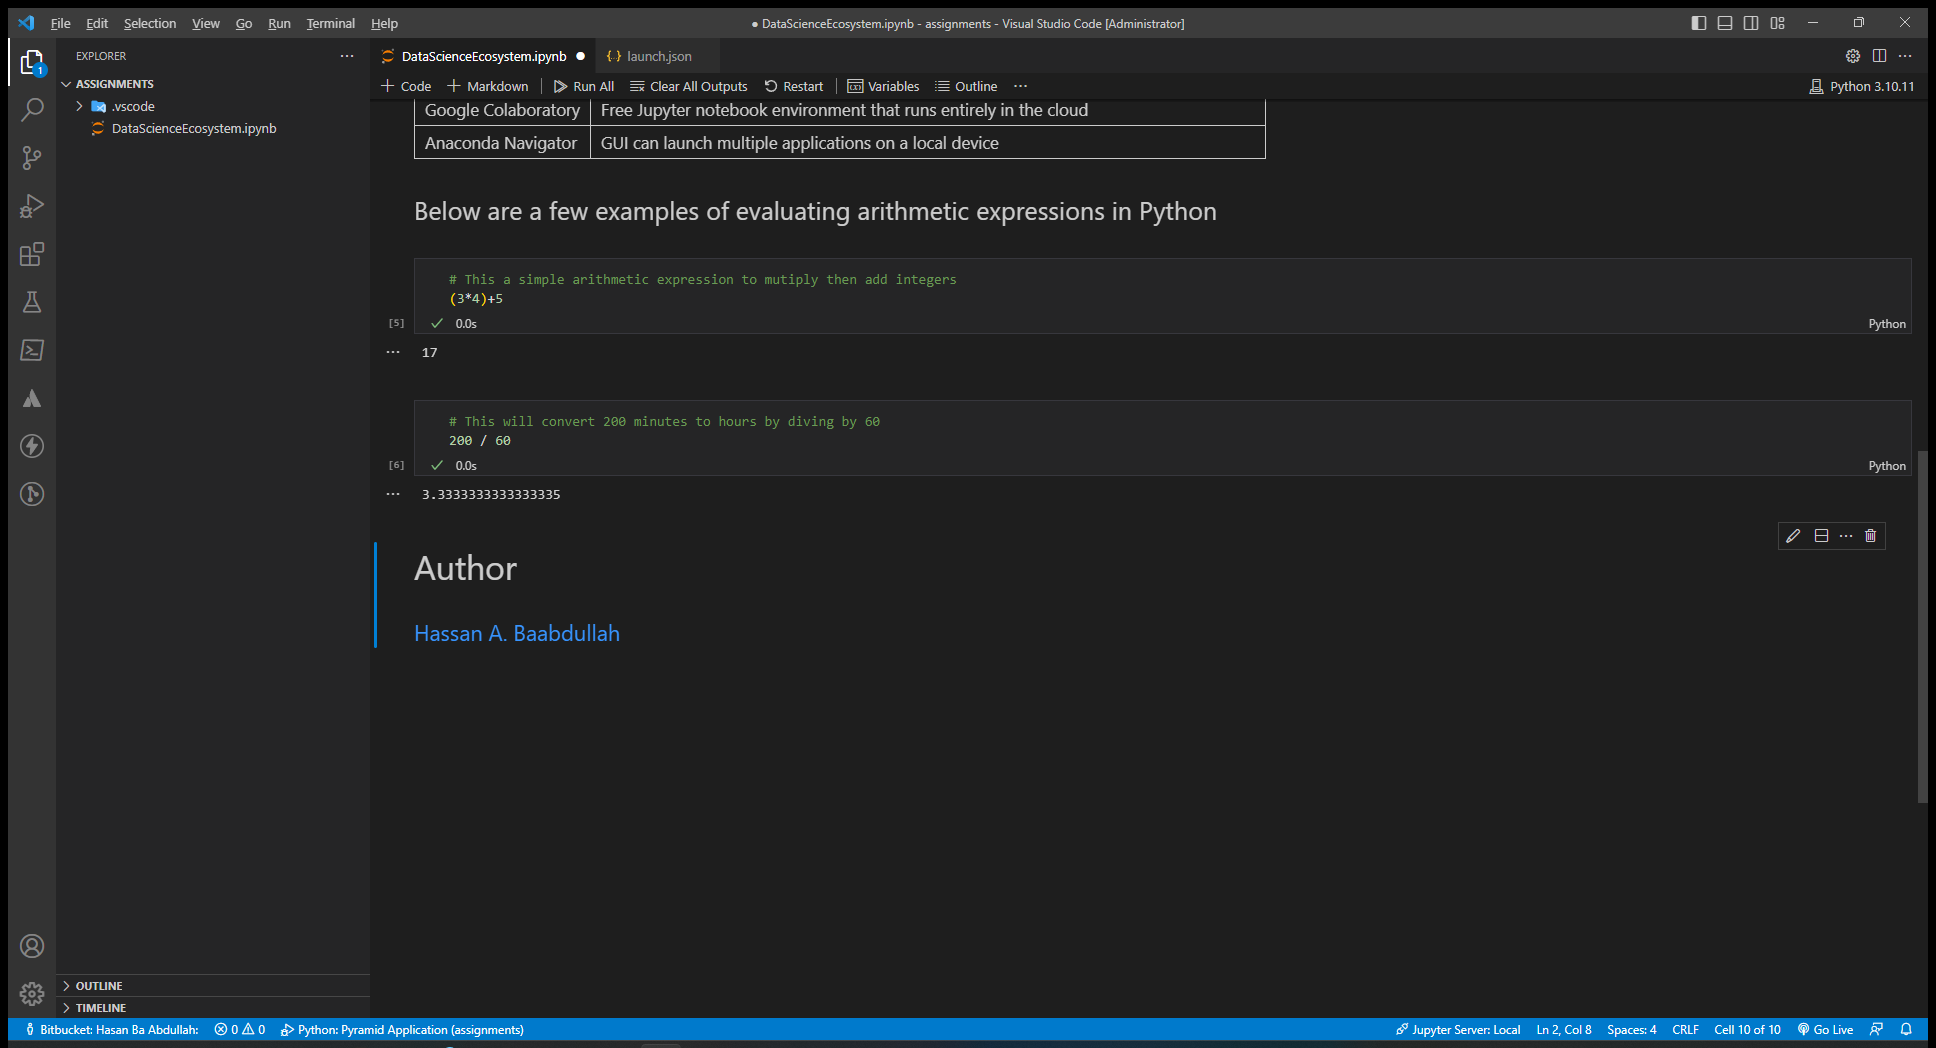 File Edit Selection View Go Run Terminal Help
● DataScienceEcosystem.ipynb - assignments - Visual Studio Code [Administrator]
EXPLORER
DataScienceEcosystem.ipynb
launch.json
ASSIGNMENTS
+ Code + Markdown Run All Clear All Outputs Restart Variables Outline ...
Python 3.10.11
.vscode
DataScienceEcosystem.ipynb
1
Google Colaboratory Free Jupyter notebook environment that runs entirely in the cloud
Anaconda Navigator GUI can launch multiple applications on a local device
Below are a few examples of evaluating arithmetic expressions in Python
# This a simple arithmetic expression to mutiply then add integers
(3*4)+5
[5] 0.0s
Python
17
# This will convert 200 minutes to hours by diving by 60
200 / 60
[6] 0.0s
Python
3.3333333333333335
Author
Hassan A. Baabdullah
OUTLINE
TIMELINE
Bitbucket: Hasan Ba Abdullah: 0 0 Python: Pyramid Application (assignments)
Jupyter Server: Local Ln 2, Col 8 Spaces: 4 CRLF Cell 10 of 10 Go Live